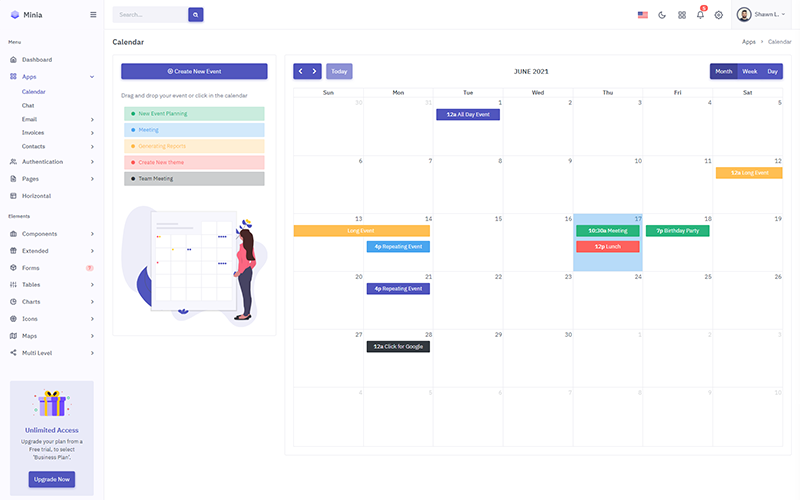 Minia
Search...
6
Shawn L.
Menu
Dashboard
Apps
Calendar
Chat
Email
Invoices
Contacts
Authentication
Pages
Horizontal
Elements
Components
Extended
Forms
7
Tables
Charts
Icons
Maps
Multi Level
Unlimited Access
Upgrade your plan from a
Free trial, to select
'Business Plan'.
Upgrade Now
Calendar
Apps > Calendar
Create New Event
Drag and drop your event or click in the calendar
New Event Planning
Meeting
Generating Reports
Create New theme
Team Meeting
Today
JUNE 2021
Month Week Day
Sun Mon Tue Wed Thu Fri Sat
30 31 1 2 3 4 5
12a All Day Event
6 7 8 9 10 11 12
12a Long Event
13 14 15 16 17 18 19
Long Event
10:30a Meeting
7p Birthday Party
4p Repeating Event
12p Lunch
20 21 22 23 24 25 26
4p Repeating Event
27 28 29 30 1 2 3
12a Click for Google
4 5 6 7 8 9 10